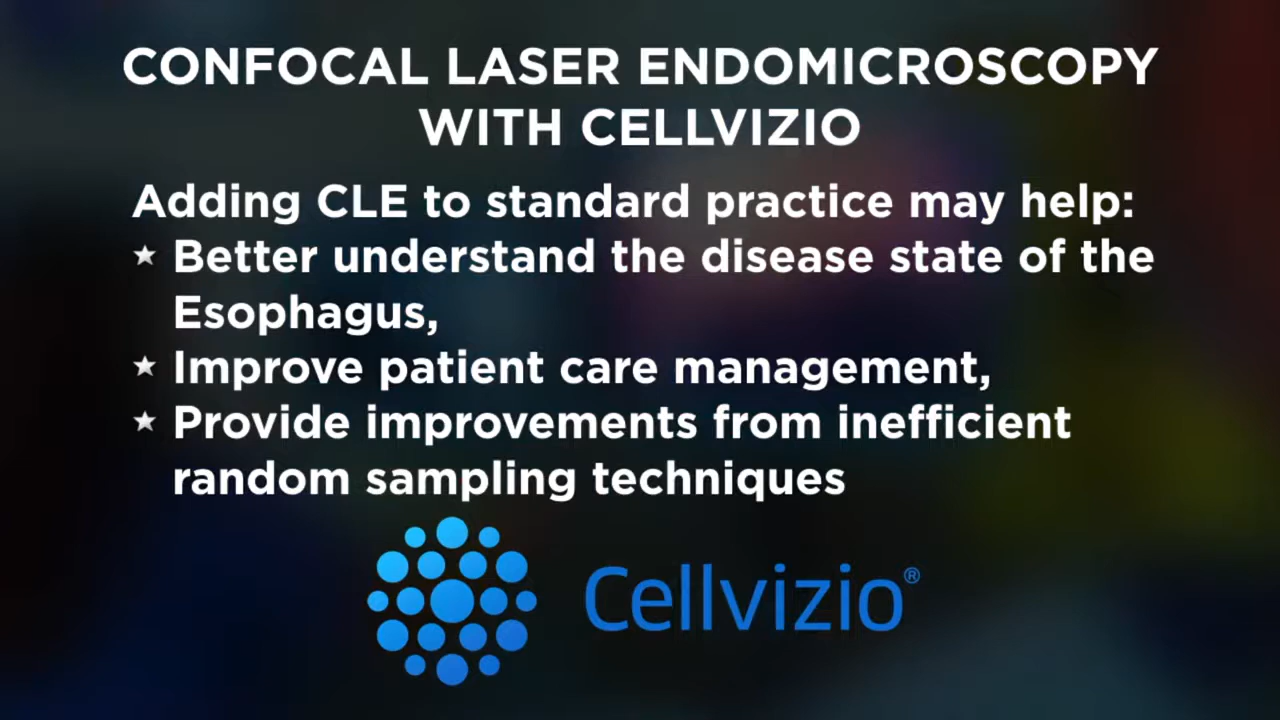 CONFOCAL LASER ENDOMICROSCOPY
WITH CELLVIZIO
Adding CLE to standard practice may help:
★ Better understand the disease state of the
Esophagus,
★ Improve patient care management,
★ Provide improvements from inefficient
random sampling techniques
Cellvizio®